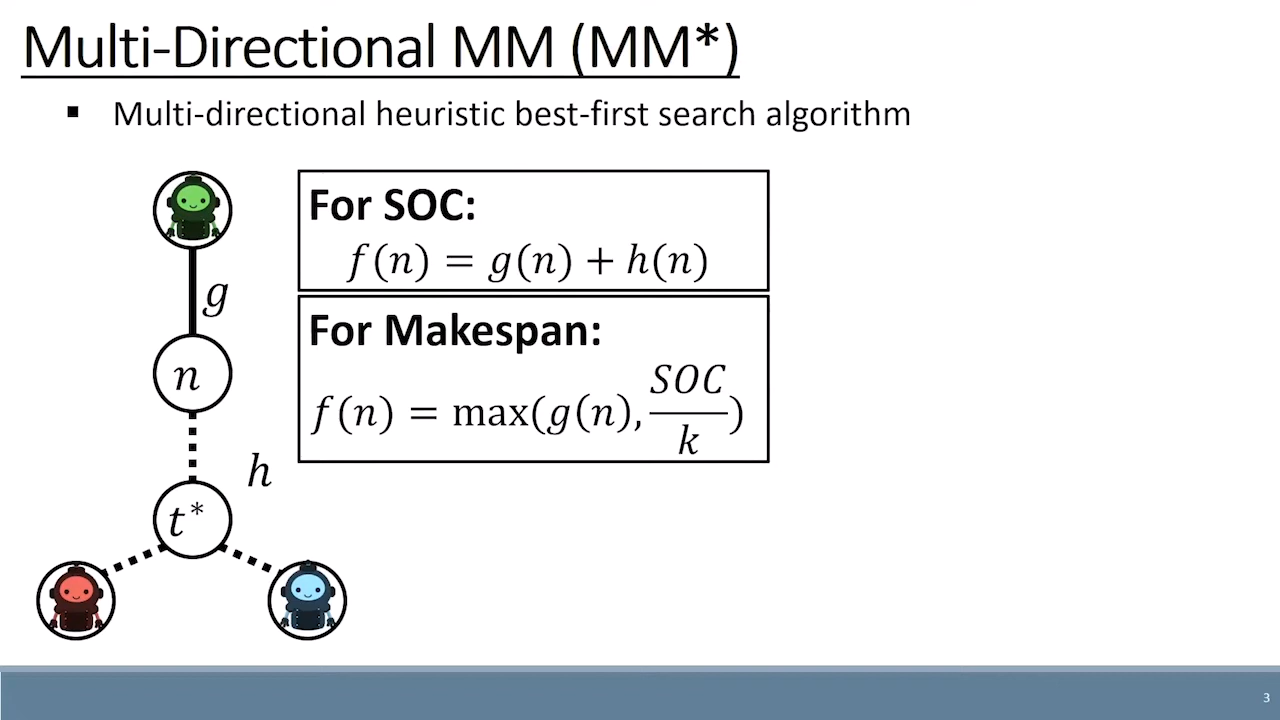 Multi-Directional MM (MM*)
▪ Multi-directional heuristic best-first search algorithm
For SOC:
f(n) = g(n) + h(n)
For Makespan:
f(n) = max(g(n), SOC/k)
g
n
h
t*
3